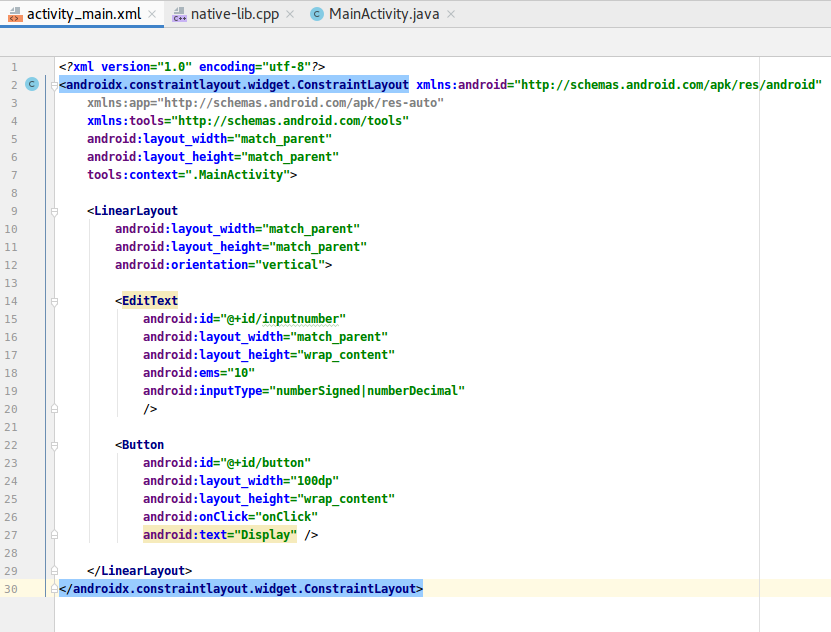 activity_main.xml × native-lib.cpp × MainActivity.java ×
1 <?xml version="1.0" encoding="utf-8"?>
2 <androidx.constraintlayout.widget.ConstraintLayout xmlns:android="http://schemas.android.com/apk/res/android"
3 xmlns:app="http://schemas.android.com/apk/res-auto"
4 xmlns:tools="http://schemas.android.com/tools"
5 android:layout_width="match_parent"
6 android:layout_height="match_parent"
7 tools:context=".MainActivity">
8
9 <LinearLayout
10 android:layout_width="match_parent"
11 android:layout_height="match_parent"
12 android:orientation="vertical">
13
14 <EditText
15 android:id="@+id/inputnumber"
16 android:layout_width="match_parent"
17 android:layout_height="wrap_content"
18 android:ems="10"
19 android:inputType="numberSigned|numberDecimal"
20 />
21
22 <Button
23 android:id="@+id/button"
24 android:layout_width="100dp"
25 android:layout_height="wrap_content"
26 android:onClick="onClick"
27 android:text="Display" />
28
29 </LinearLayout>
30 </androidx.constraintlayout.widget.ConstraintLayout>